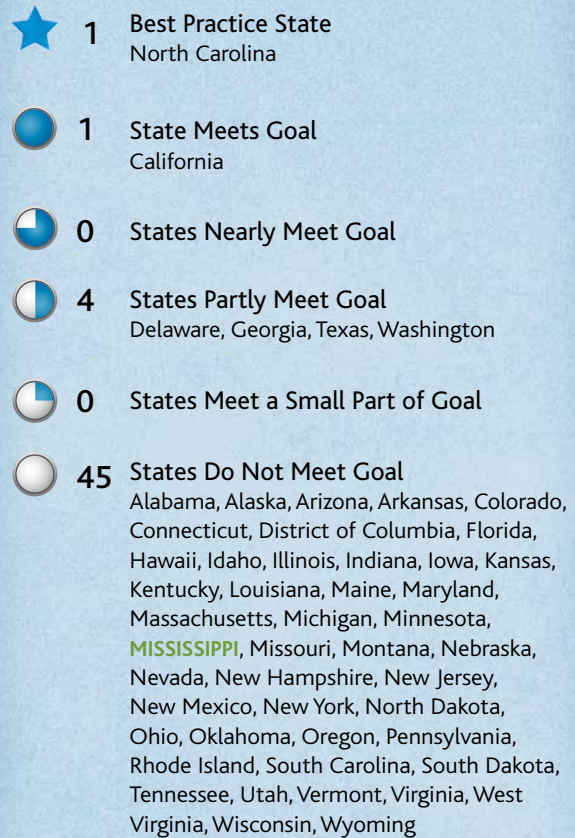 1 Best Practice State
North Carolina
1 State Meets Goal
California
0 States Nearly Meet Goal
4 States Partly Meet Goal
Delaware, Georgia, Texas, Washington
0 States Meet a Small Part of Goal
45 States Do Not Meet Goal
Alabama, Alaska, Arizona, Arkansas, Colorado,
Connecticut, District of Columbia, Florida,
Hawaii, Idaho, Illinois, Indiana, Iowa, Kansas,
Kentucky, Louisiana, Maine, Maryland,
Massachusetts, Michigan, Minnesota,
MISSISSIPPI, Missouri, Montana, Nebraska,
Nevada, New Hampshire, New Jersey,
New Mexico, New York, North Dakota,
Ohio, Oklahoma, Oregon, Pennsylvania,
Rhode Island, South Carolina, South Dakota,
Tennessee, Utah, Vermont, Virginia, West
Virginia, Wisconsin, Wyoming